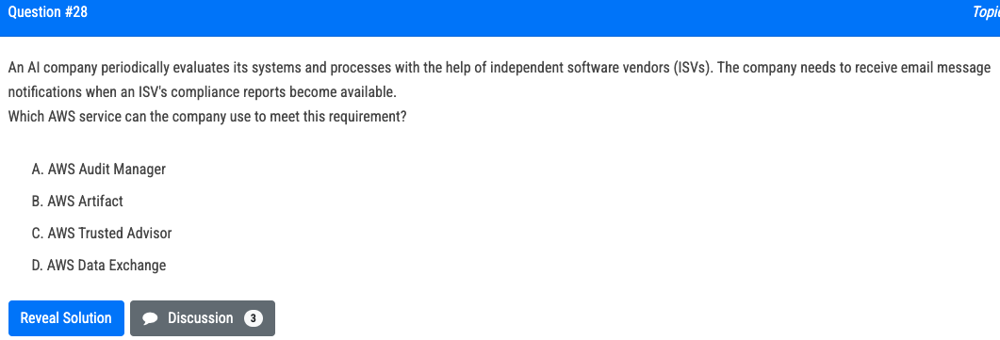 Question #28
An AI company periodically evaluates its systems and processes with the help of independent software vendors (ISVs). The company needs to receive email message
notifications when an ISV's compliance reports become available.
Which AWS service can the company use to meet this requirement?
A. AWS Audit Manager
B. AWS Artifact
C. AWS Trusted Advisor
D. AWS Data Exchange
Reveal Solution
Discussion 3